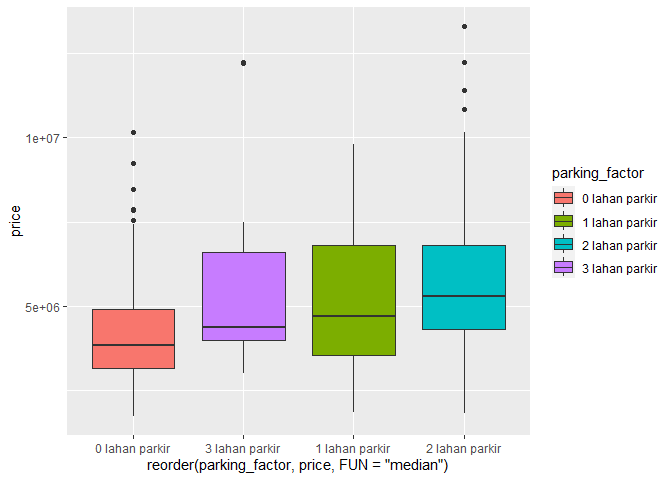 price
1e+07
5e+06
0 lahan parkir 3 lahan parkir 1 lahan parkir 2 lahan parkir
reorder(parking_factor, price, FUN = "median")
parking_factor
0 lahan parkir
1 lahan parkir
2 lahan parkir
3 lahan parkir